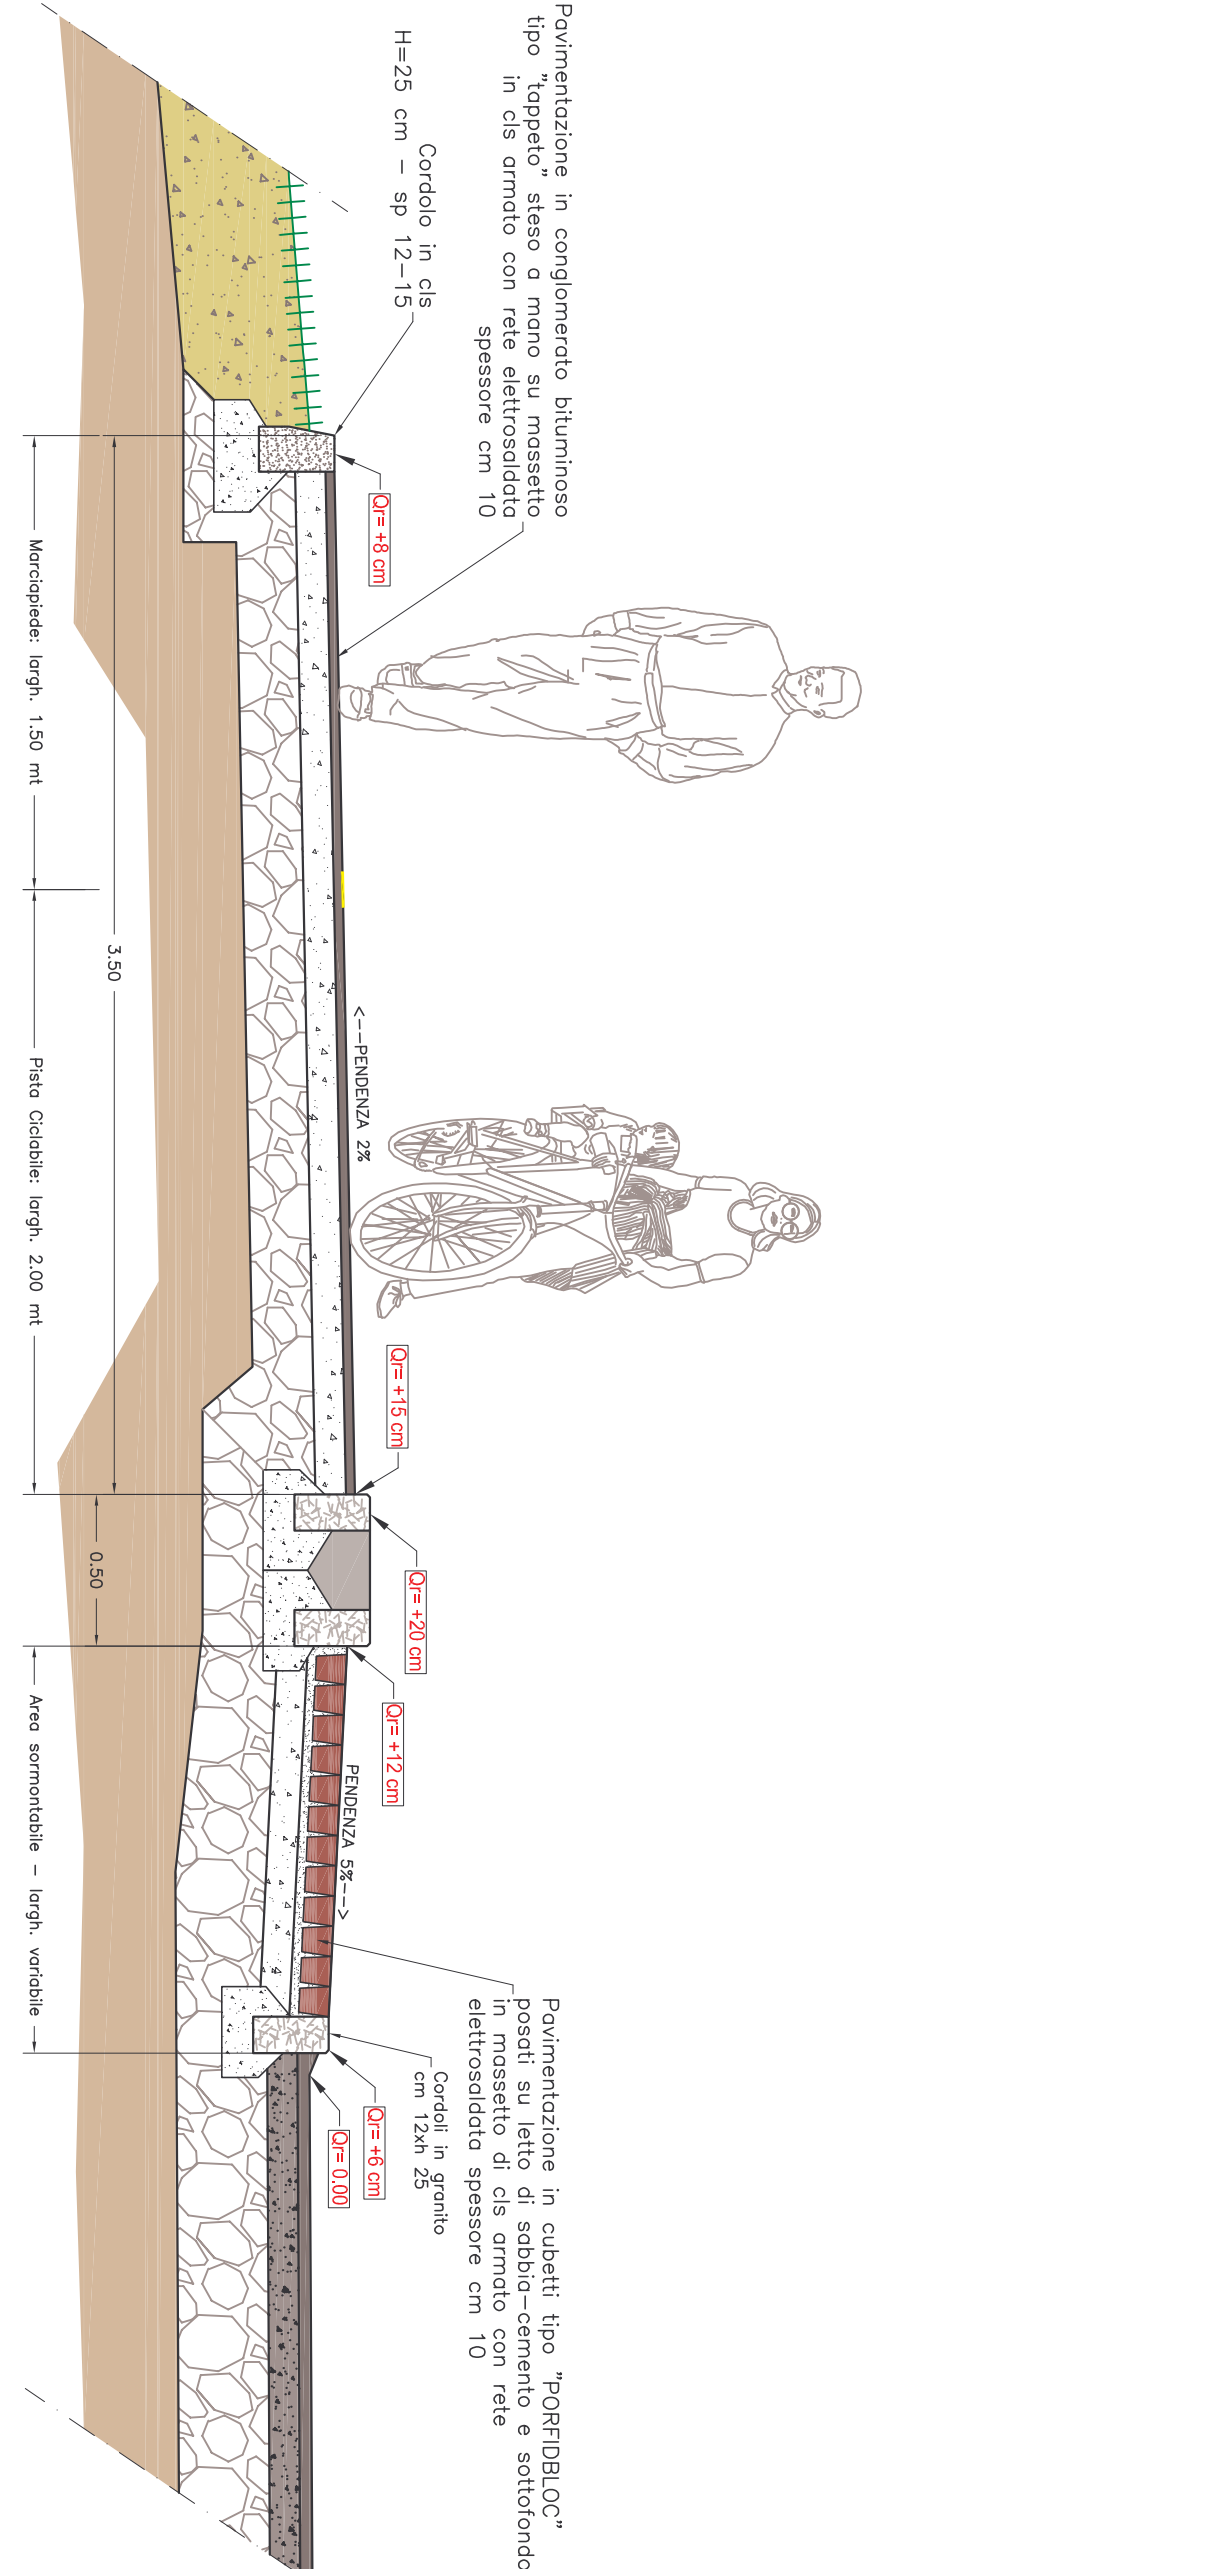 Pavimentazione in conglomerato bituminoso
tipo "tappeto" steso a mano su massetto
in cls armato con rete elettrosaldata
spessore cm 10
Cordolo in cls
H=25 cm - sp 12-15
Qr= +8 cm
<--PENDENZA 2%
Qr= +15 cm
Qr= +20 cm
Qr= +12 cm
PENDENZA 5%-->
Pavimentazione in cubetti tipo "PORFIDBLOC"
posati su letto di sabbia-cemento e sottofondo
in massetto di cls armato con rete
elettrosaldata spessore cm 10
Cordoli in granito
cm 12xh 25
Qr= +6 cm
Qr= 0.00
3.50
0.50
Marciapiede: largh. 1.50 mt
Pista Ciclabile: largh. 2.00 mt
Area sormontabile - largh. variabile